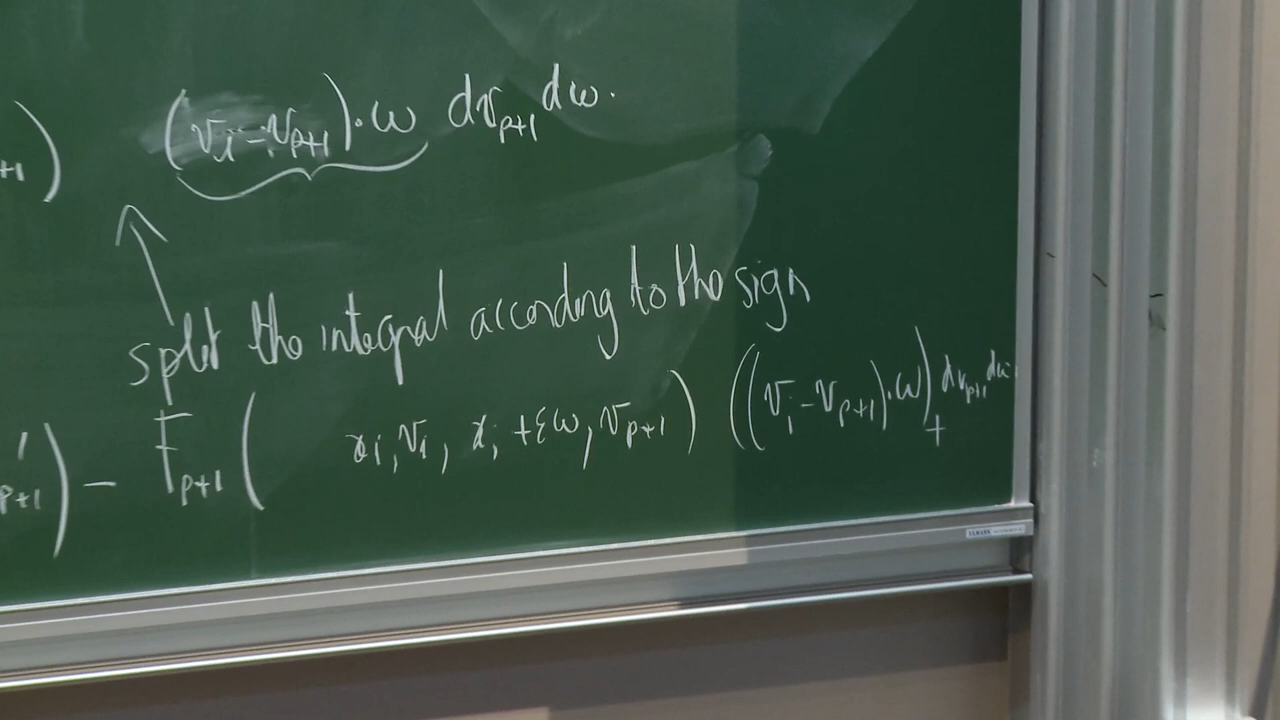 +1 ) (v_i - v_{p+1}) · ω dv_{p+1} dω.
split the integral according to the sign
'_{p+1} ) - F_{p+1} ( x_i, v_i, x_i + εω, v_{p+1} ) ((v_i - v_{p+1}) · ω)_+ dv_{p+1} dω